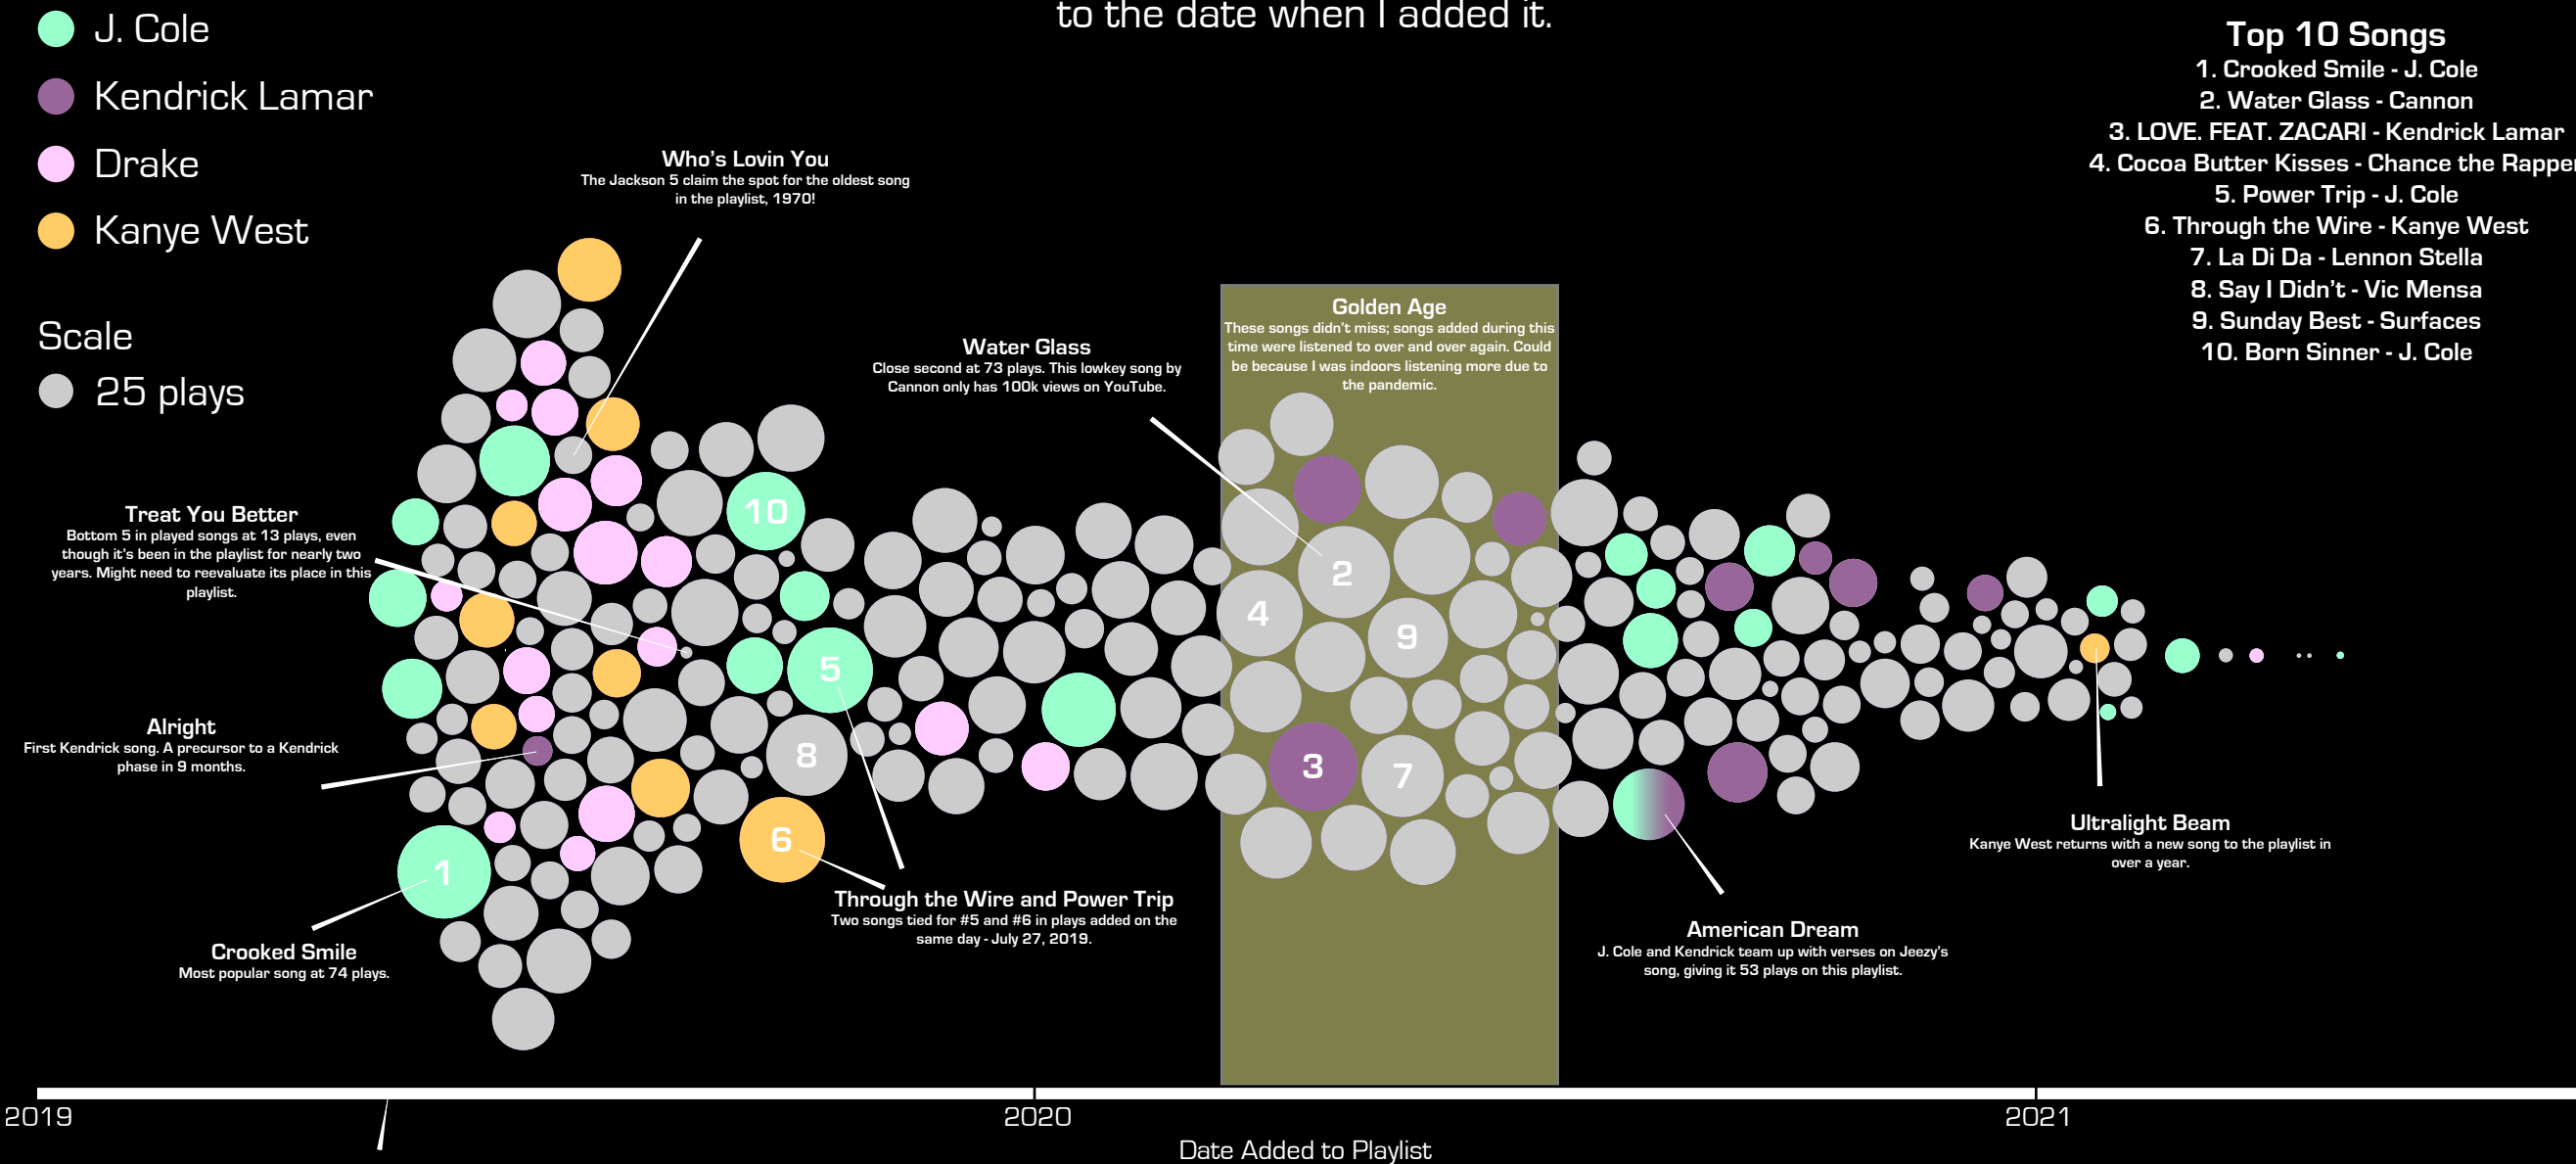 to the date when I added it.
J. Cole
Kendrick Lamar
Drake
Kanye West
Scale
25 plays
Top 10 Songs
1. Crooked Smile - J. Cole
2. Water Glass - Cannon
3. LOVE. FEAT. ZACARI - Kendrick Lamar
4. Cocoa Butter Kisses - Chance the Rapper
5. Power Trip - J. Cole
6. Through the Wire - Kanye West
7. La Di Da - Lennon Stella
8. Say I Didn't - Vic Mensa
9. Sunday Best - Surfaces
10. Born Sinner - J. Cole
Who's Lovin You
The Jackson 5 claim the spot for the oldest song
in the playlist, 1970!
Golden Age
These songs didn't miss; songs added during this
time were listened to over and over again. Could
be because I was indoors listening more due to
the pandemic.
Water Glass
Close second at 73 plays. This lowkey song by
Cannon only has 100k views on YouTube.
Treat You Better
Bottom 5 in played songs at 13 plays, even
though it's been in the playlist for nearly two
years. Might need to reevaluate its place in this
playlist.
Alright
First Kendrick song. A precursor to a Kendrick
phase in 9 months.
10
2
4
9
5
8
3
7
6
1
Crooked Smile
Most popular song at 74 plays.
Through the Wire and Power Trip
Two songs tied for #5 and #6 in plays added on the
same day - July 27, 2019.
Ultralight Beam
Kanye West returns with a new song to the playlist in
over a year.
American Dream
J. Cole and Kendrick team up with verses on Jeezy's
song, giving it 53 plays on this playlist.
2019
2020
2021
Date Added to Playlist